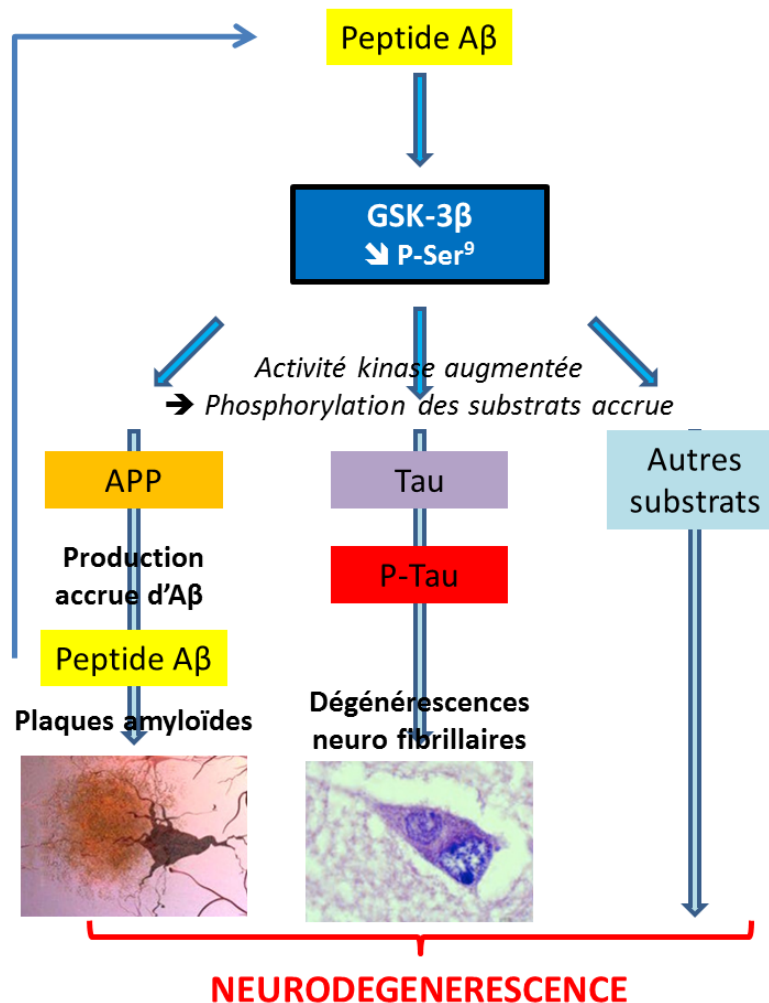 Peptide Aβ
GSK-3β
➘ P-Ser⁹
Activité kinase augmentée
➔ Phosphorylation des substrats accrue
APP
Tau
Autres
substrats
Production
accrue d'Aβ
P-Tau
Peptide Aβ
Plaques amyloïdes
Dégénérescences
neuro fibrillaires
NEURODEGENERESCENCE